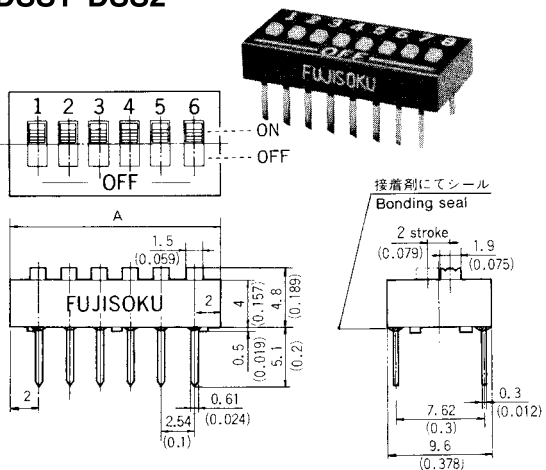 1 2 3 4 5 6 7 8
OFF
FUJISOKU
1 2 3 4 5 6
ON
OFF
OFF
A
1.5
(0.059)
FUJISOKU
2
4
(0.157)
4.8
(0.189)
0.5
(0.019)
5.1
(0.2)
2
0.61
(0.024)
2.54
(0.1)
接着剤にてシール
Bonding seal
2 stroke
(0.079)
1.9
(0.075)
0.3
(0.012)
7.62
(0.3)
9.6
(0.378)